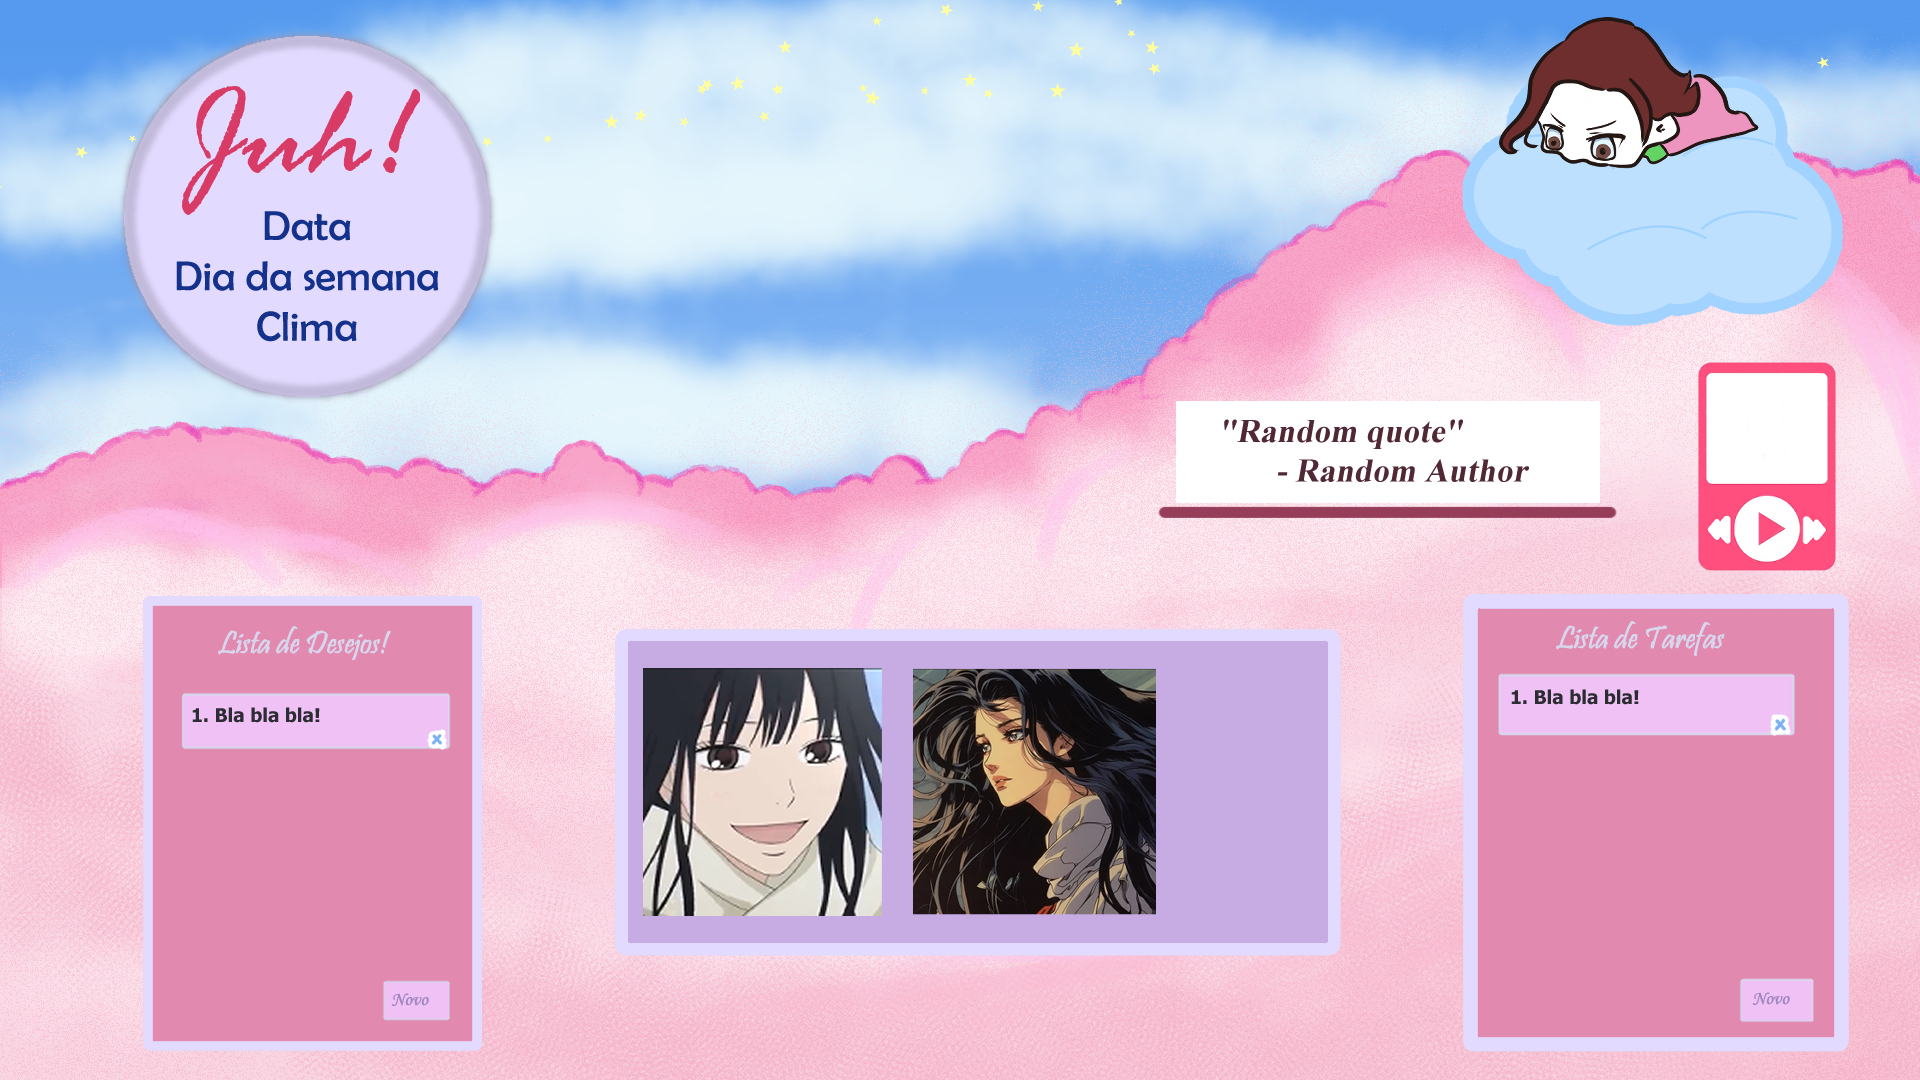 Juh!
Data
Dia da semana
Clima
"Random quote"
- Random Author
Lista de Desejos!
1. Bla bla bla!
x
Novo
Lista de Tarefas
1. Bla bla bla!
x
Novo